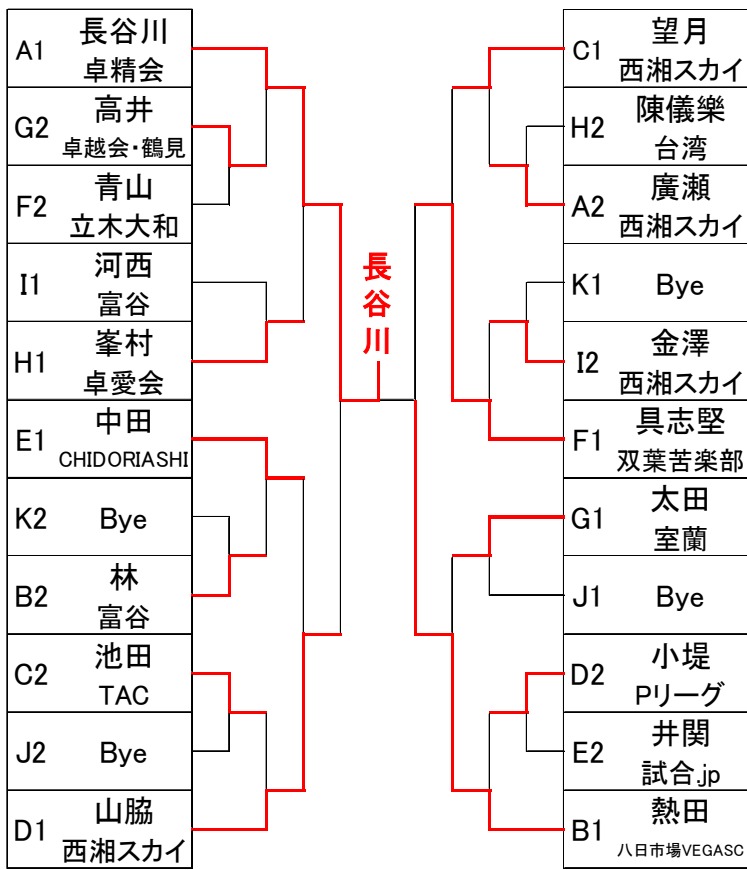 A1
長谷川
卓精会
G2
高井
卓越会・鶴見
F2
青山
立木大和
I1
河西
富谷
H1
峯村
卓愛会
E1
中田
CHIDORIASHI
K2
Bye
B2
林
富谷
C2
池田
TAC
J2
Bye
D1
山脇
西湘スカイ
長谷川
C1
望月
西湘スカイ
H2
陳儀樂
台湾
A2
廣瀬
西湘スカイ
K1
Bye
I2
金澤
西湘スカイ
F1
具志堅
双葉苦楽部
G1
太田
室蘭
J1
Bye
D2
小堤
Pリーグ
E2
井関
試合.jp
B1
熱田
八日市場VEGASC